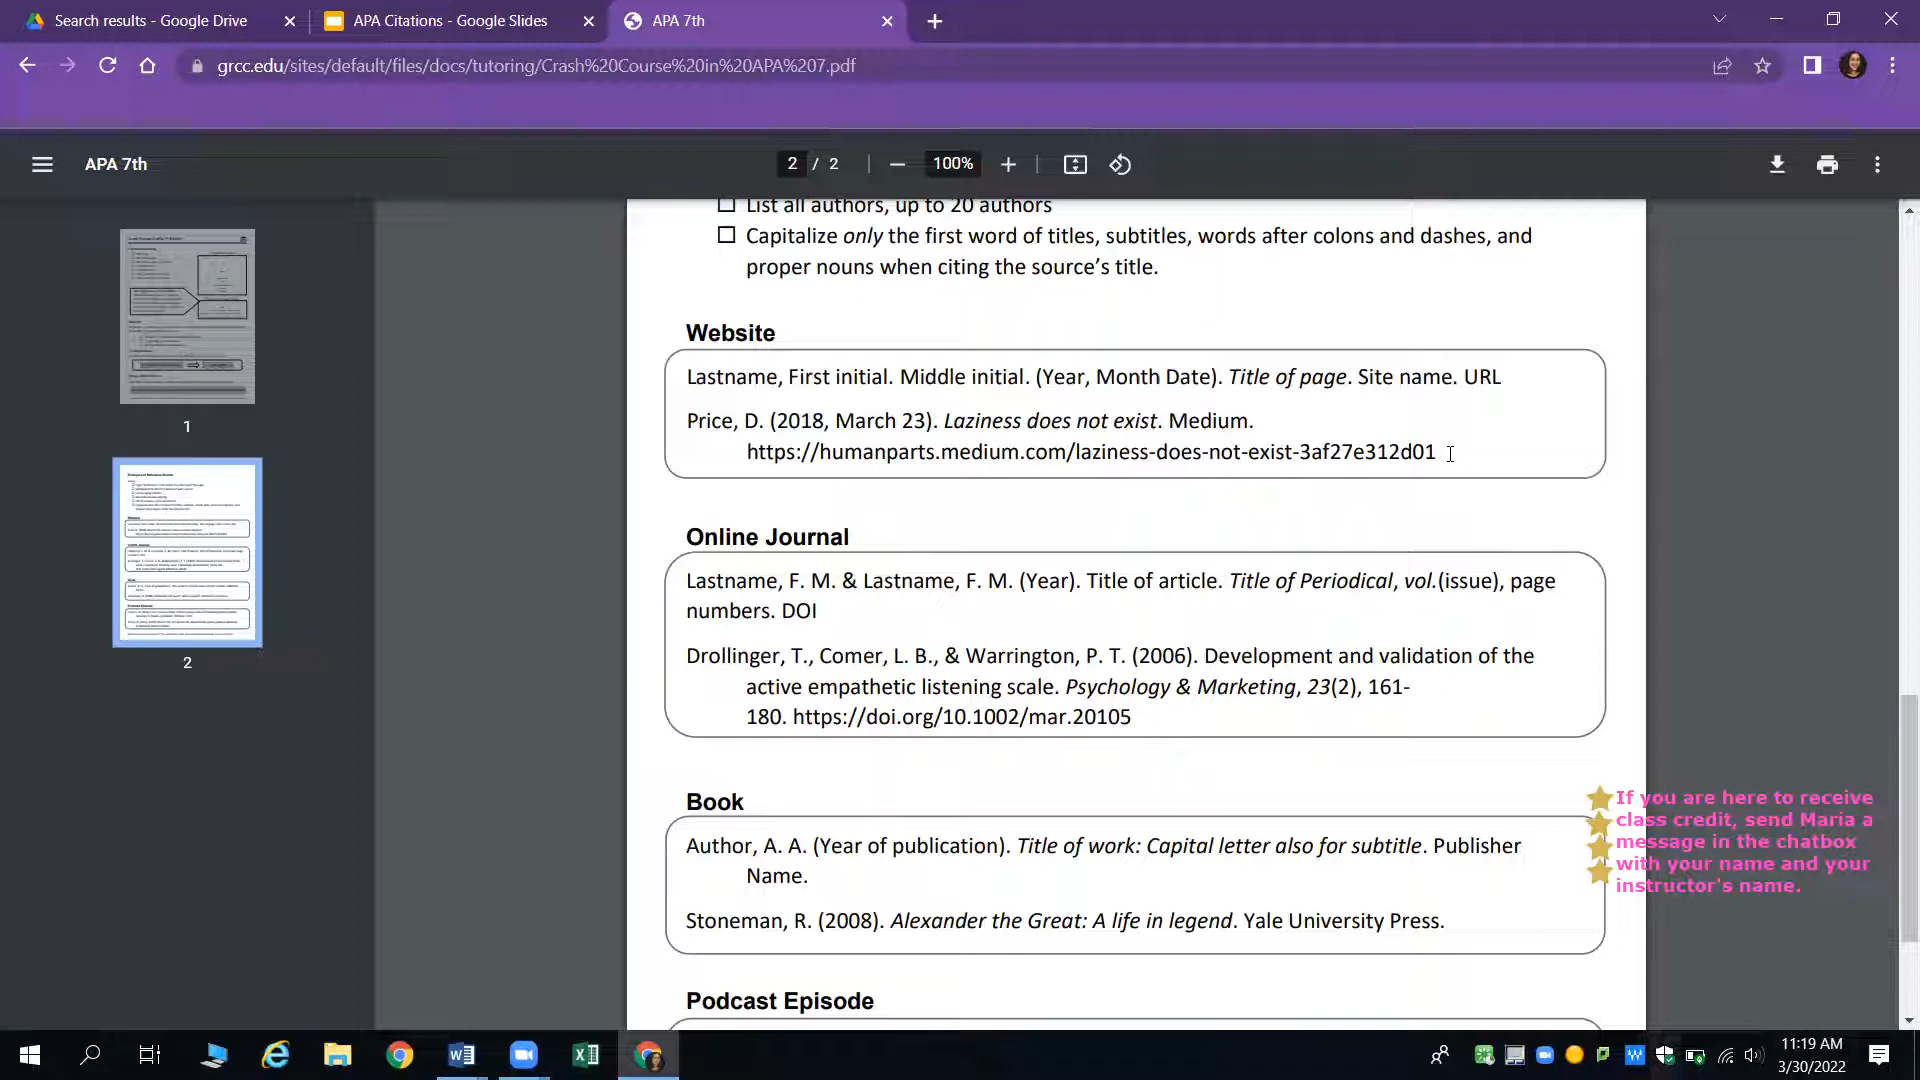 Search results - Google Drive
APA Citations - Google Slides
APA 7th
grcc.edu/sites/default/files/docs/tutoring/Crash%20Course%20in%20APA%207.pdf
APA 7th
2 / 2
100%
1
2
List all authors, up to 20 authors
Capitalize only the first word of titles, subtitles, words after colons and dashes, and
proper nouns when citing the source's title.
Website
Lastname, First initial. Middle initial. (Year, Month Date). Title of page. Site name. URL
Price, D. (2018, March 23). Laziness does not exist. Medium.
https://humanparts.medium.com/laziness-does-not-exist-3af27e312d01
Online Journal
Lastname, F. M. & Lastname, F. M. (Year). Title of article. Title of Periodical, vol.(issue), page
numbers. DOI
Drollinger, T., Comer, L. B., & Warrington, P. T. (2006). Development and validation of the
active empathetic listening scale. Psychology & Marketing, 23(2), 161-
180. https://doi.org/10.1002/mar.20105
Book
Author, A. A. (Year of publication). Title of work: Capital letter also for subtitle. Publisher
Name.
Stoneman, R. (2008). Alexander the Great: A life in legend. Yale University Press.
Podcast Episode
If you are here to receive
class credit, send Maria a
message in the chatbox
with your name and your
instructor's name.
11:19 AM
3/30/2022